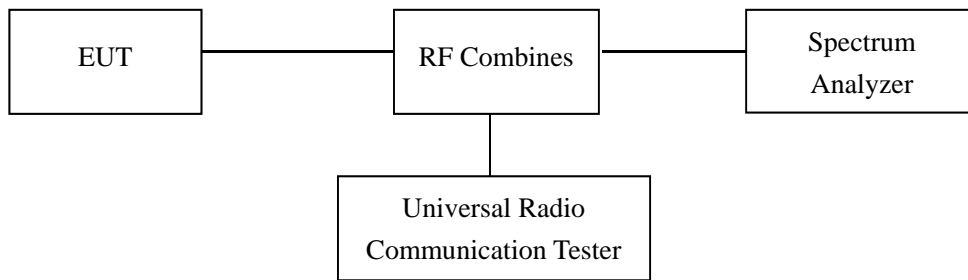 EUT
RF Combines
Spectrum
Analyzer
Universal Radio
Communication Tester